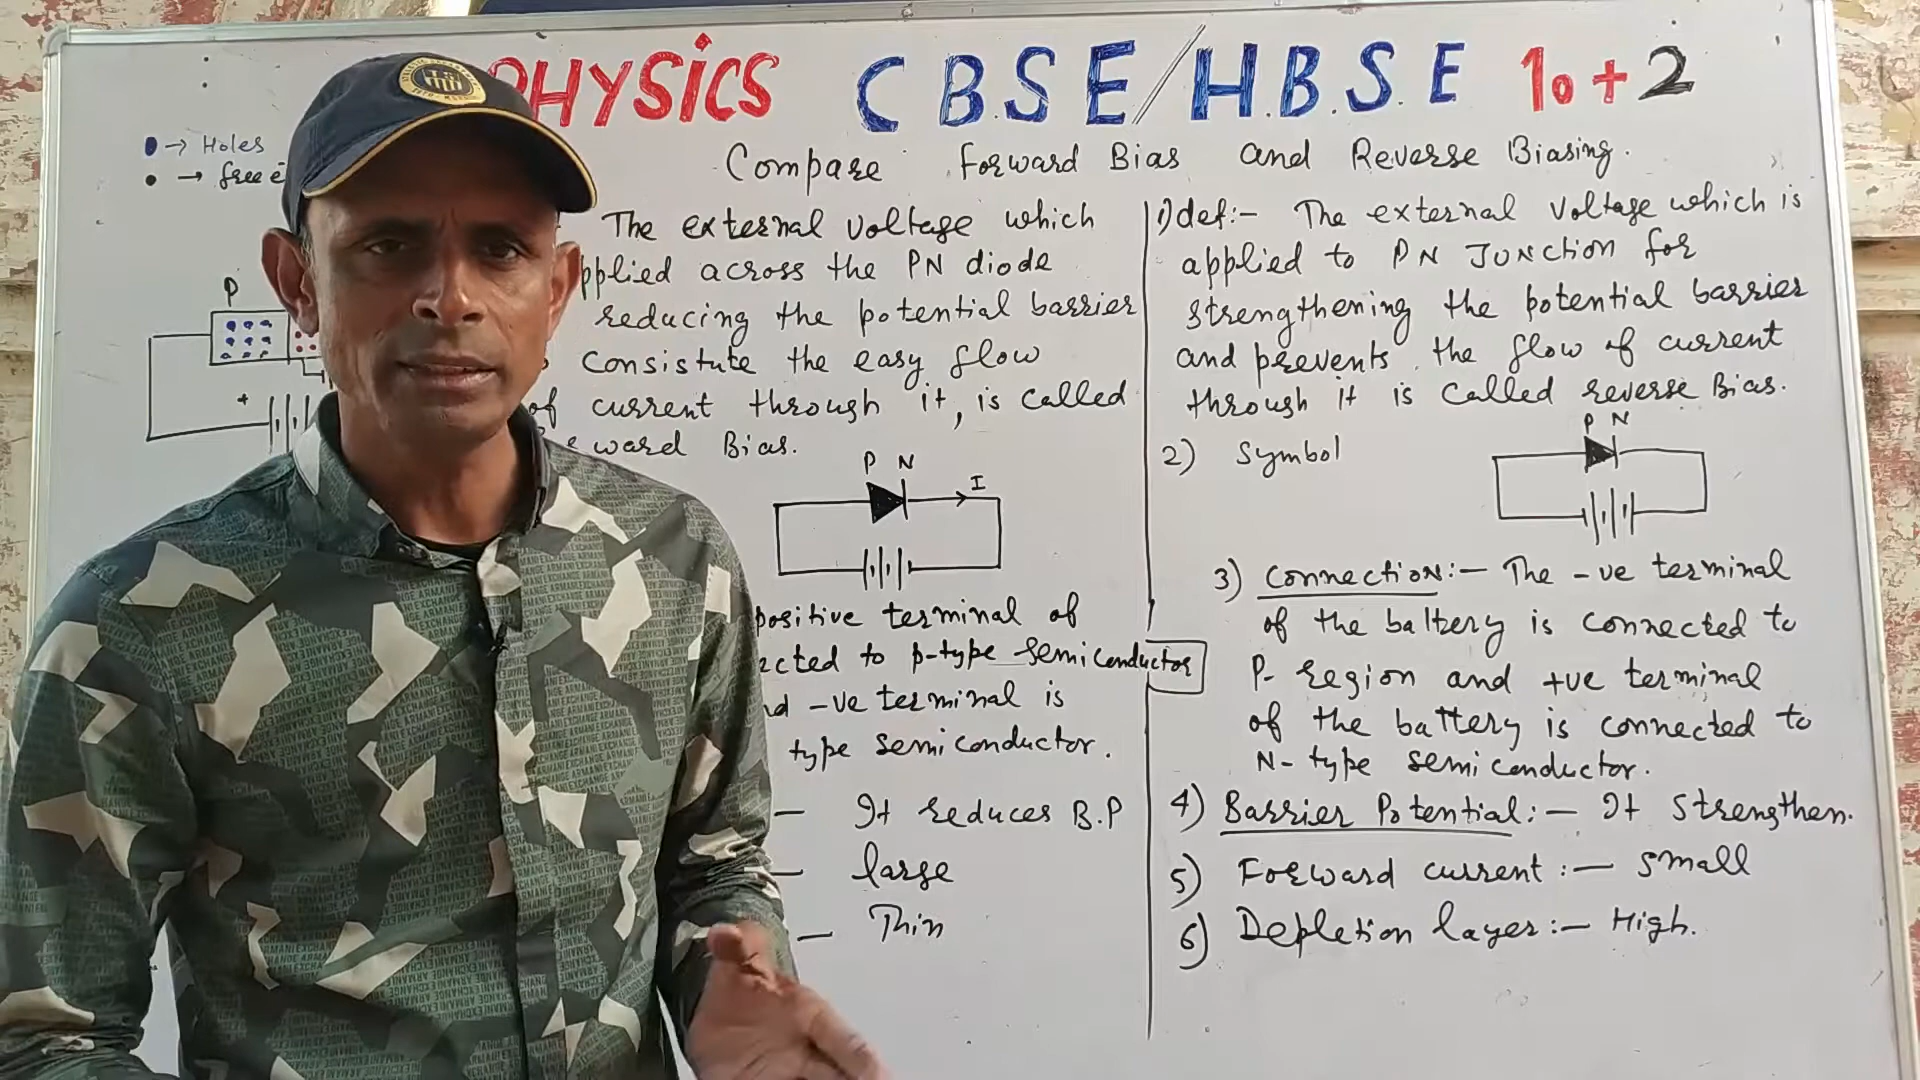 PHYSICS CBSE/H.B.S.E 10+2
→ Holes
→ free e
Compare Forward Bias and Reverse Biasing.
The external voltage which
applied across the PN diode
reducing the potential barrier
consistute the easy flow
of current through it, is called
ward Bias.
P N
I
positive terminal of
cted to p-type semiconductor
nd -ve terminal is
type semiconductor.
— It reduces B.P
— large
— Thin
P
+
1) def:- The external voltage which is
applied to PN Junction for
strengthening the potential barrier
and prevents the flow of current
through it is called reverse Bias.
2) Symbol
P N
3) Connection:— The -ve terminal
of the baltery is connected to
P- region and +ve terminal
of the battery is connected to
N- type semiconductor.
4) Barrier Potential:— It strengthen.
5) Forward current:— small
6) Depletion layer:— High.